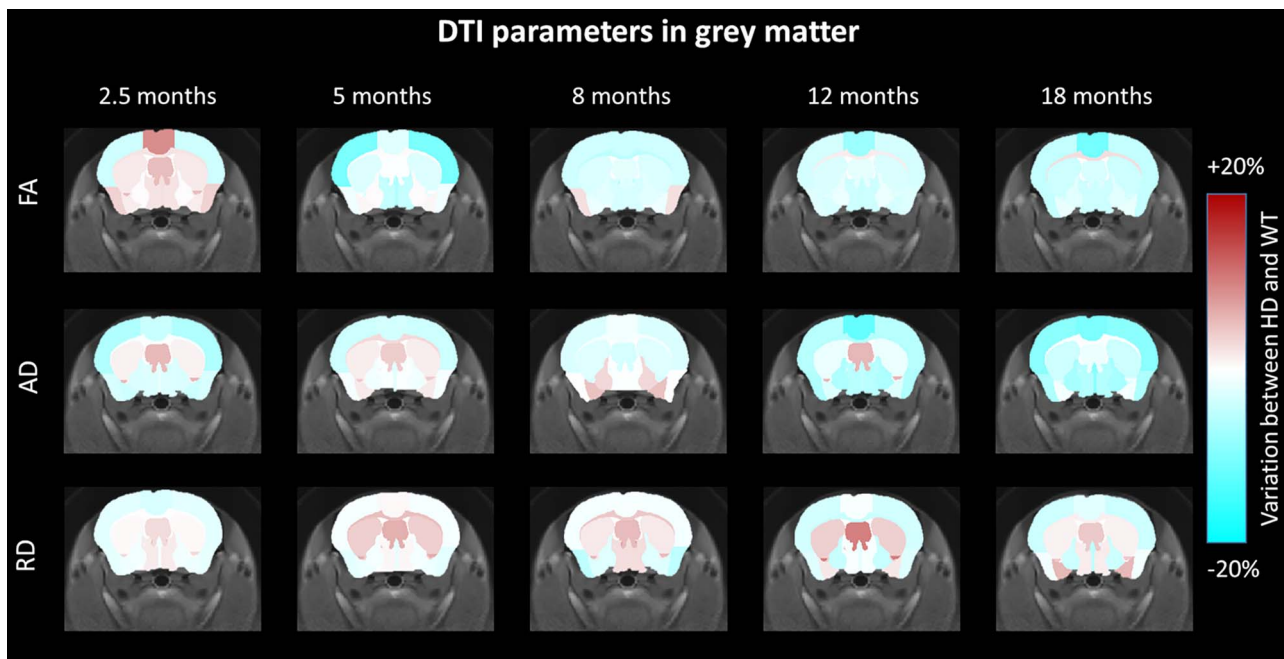 DTI parameters in grey matter
2.5 months
5 months
8 months
12 months
18 months
FA
AD
RD
+20%
Variation between HD and WT
-20%